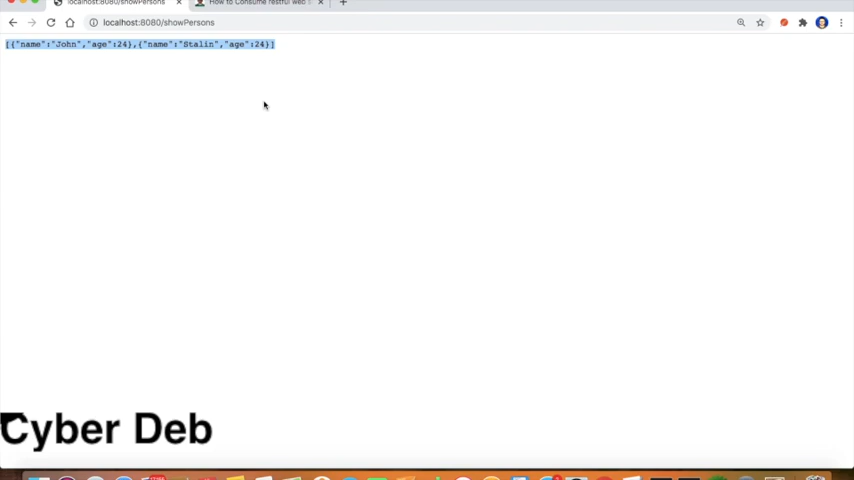 localhost:8080/showPersons
How to Consume restful web
localhost:8080/showPersons
[{"name":"John","age":24},{"name":"Stalin","age":24}]
Cyber Deb